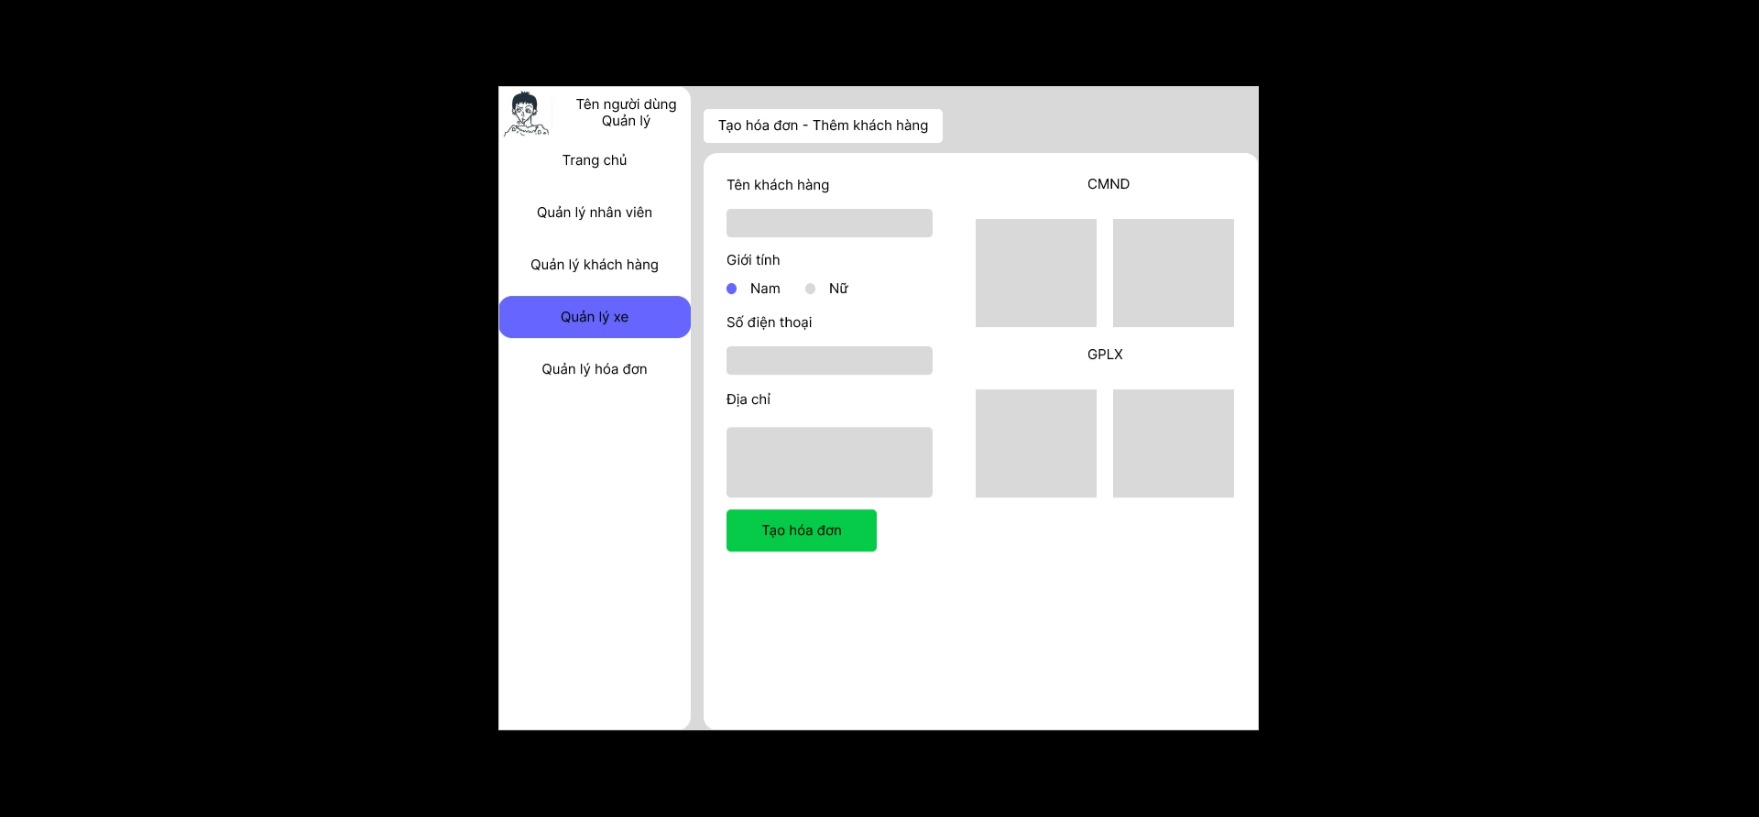 Tên người dùng
Quản lý
Trang chủ
Quản lý nhân viên
Quản lý khách hàng
Quản lý xe
Quản lý hóa đơn
Tạo hóa đơn - Thêm khách hàng
Tên khách hàng
Giới tính
Nam Nữ
Số điện thoại
Địa chỉ
Tạo hóa đơn
CMND
GPLX